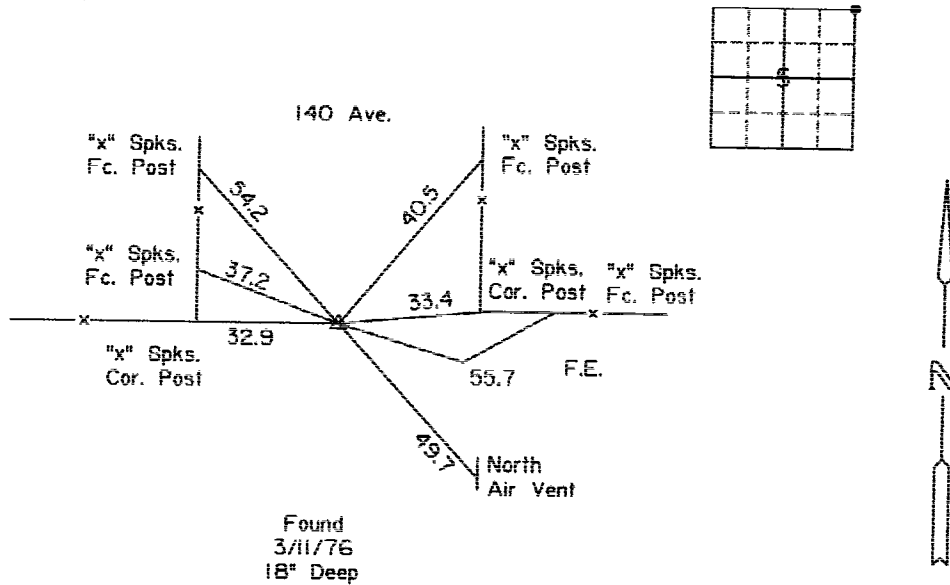 140 Ave.
"x" Spks.
Fc. Post
"x" Spks.
Fc. Post
54.2
40.5
"x" Spks.
Fc. Post
37.2
"x" Spks.
Cor. Post
"x" Spks.
Fc. Post
33.4
32.9
"x" Spks.
Cor. Post
55.7
F.E.
49.7
North
Air Vent
Found
3/11/76
18" Deep
N